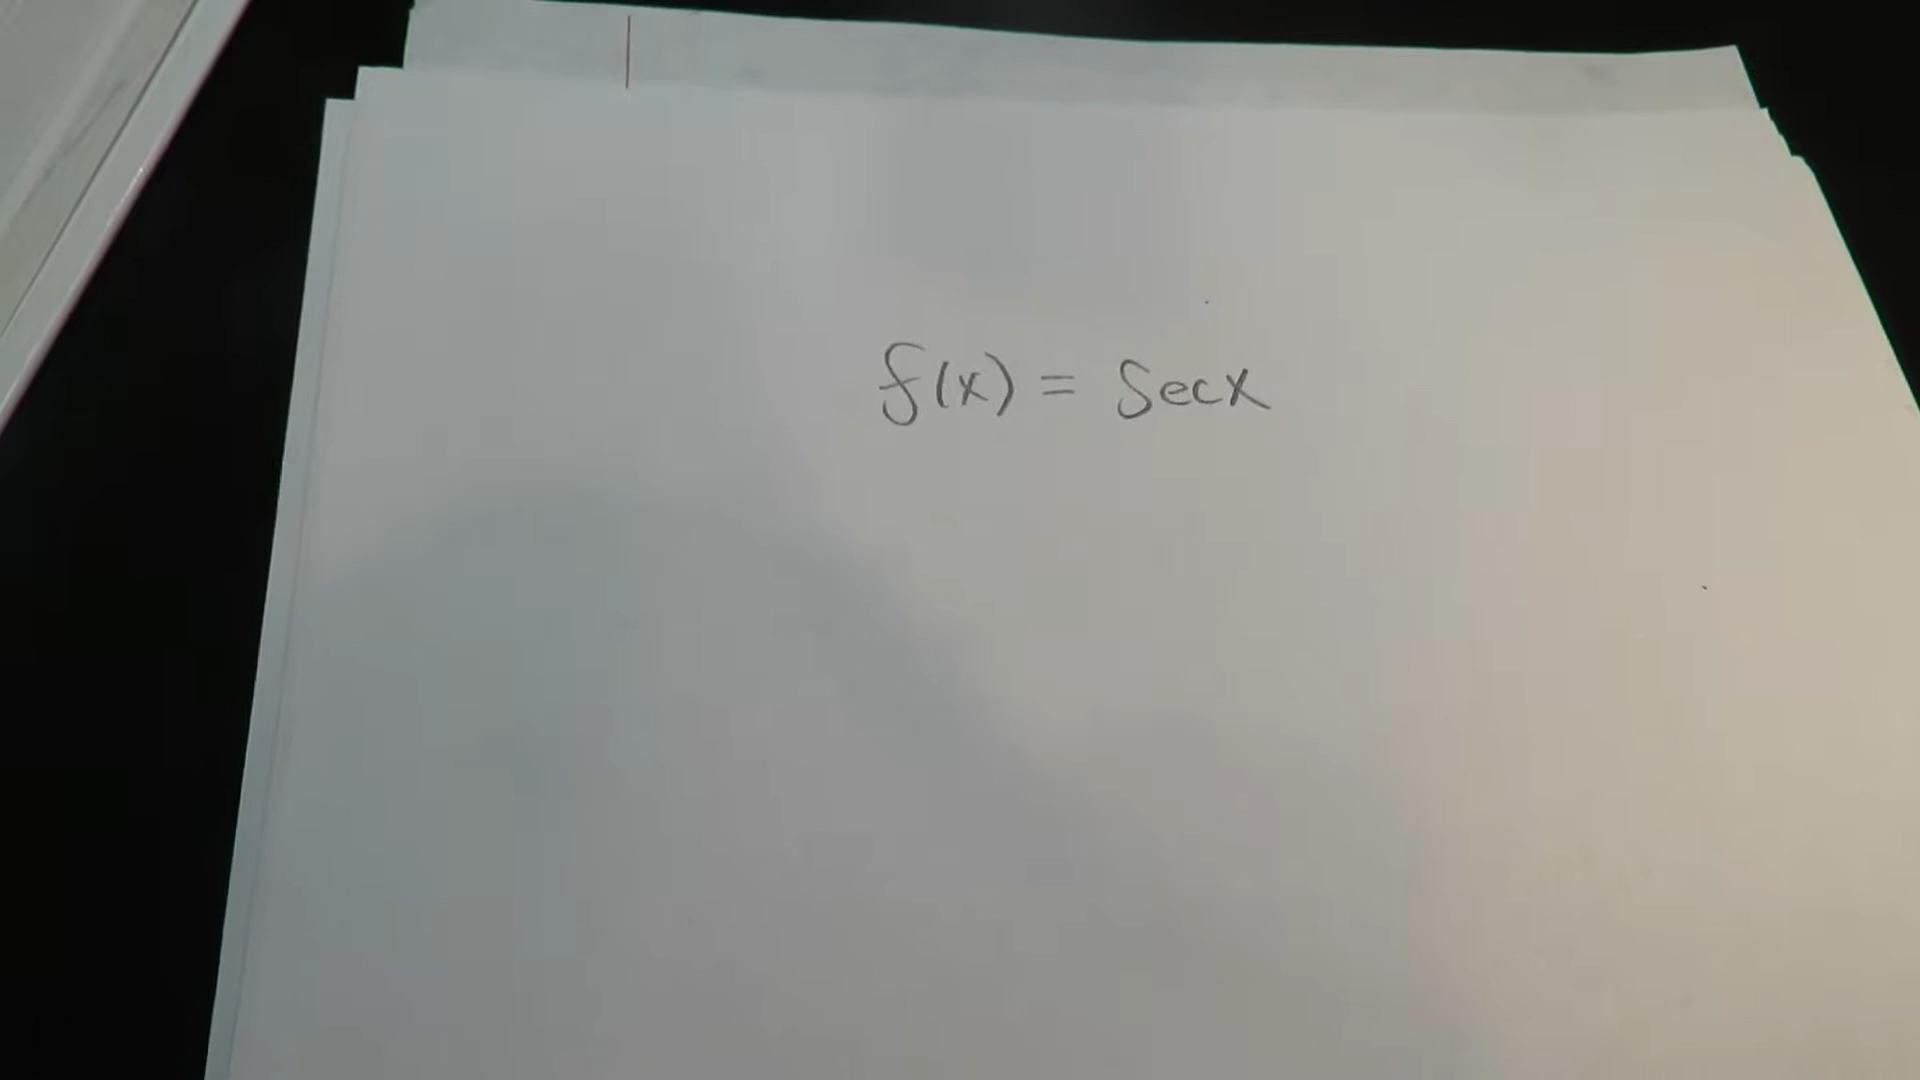 f(x) = Secx